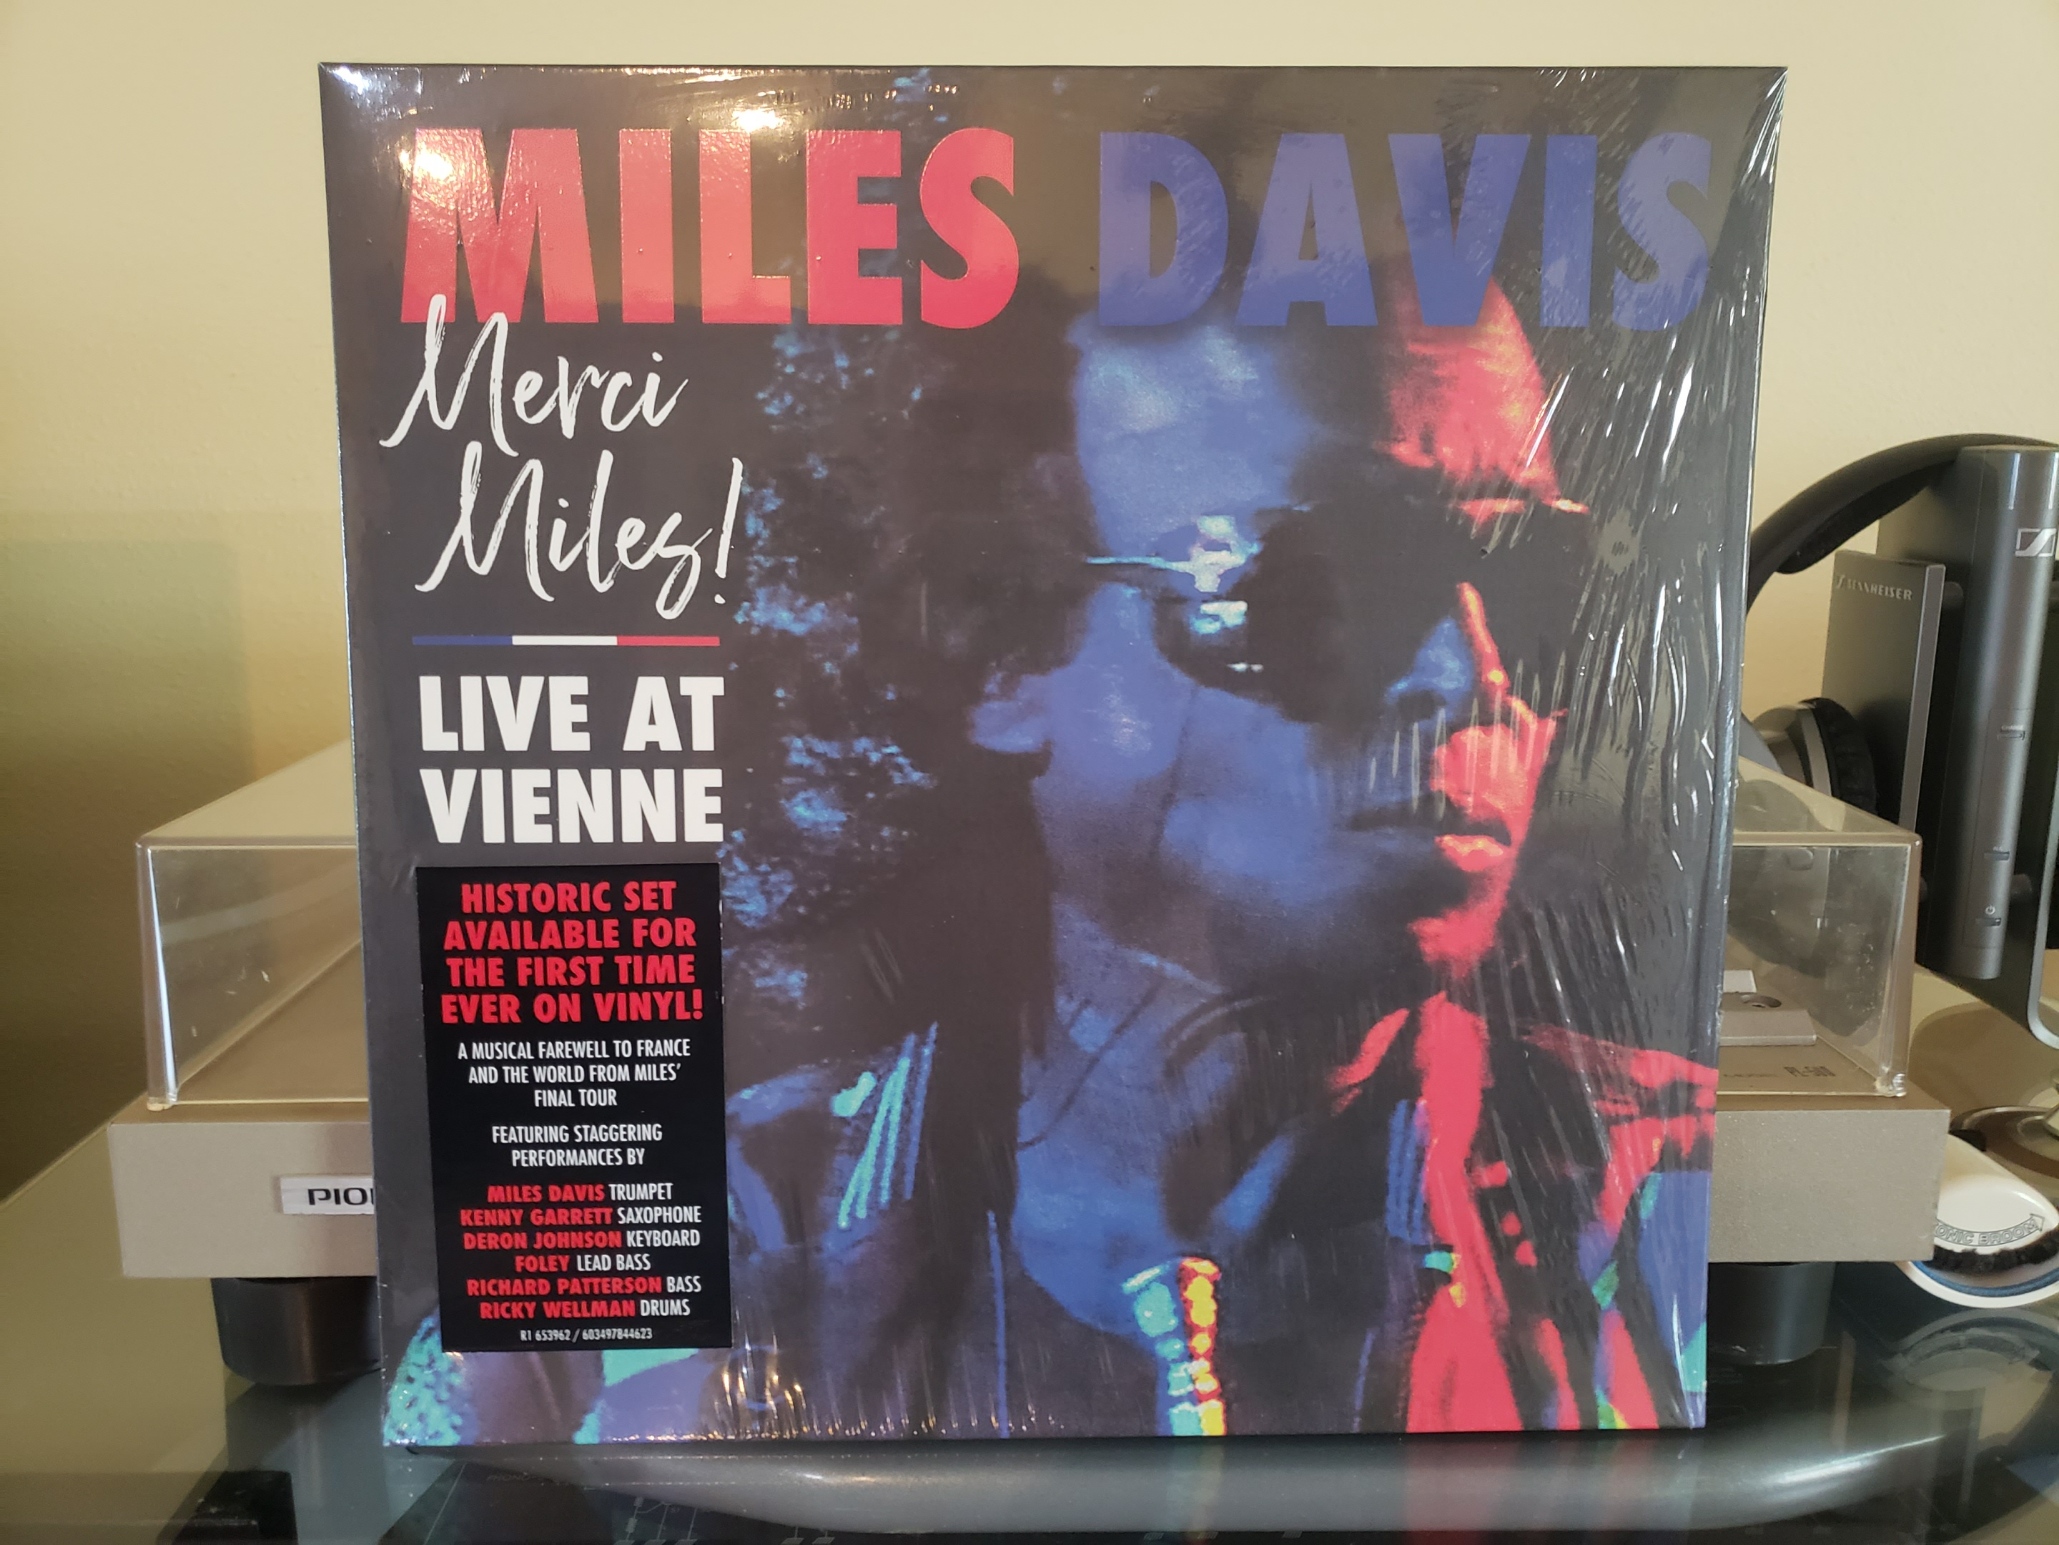 MILES DAVIS
Merci
Miles!
LIVE AT
VIENNE
HISTORIC SET
AVAILABLE FOR
THE FIRST TIME
EVER ON VINYL!
A MUSICAL FAREWELL TO FRANCE
AND THE WORLD FROM MILES'
FINAL TOUR
FEATURING STAGGERING
PERFORMANCES BY
MILES DAVIS TRUMPET
KENNY GARRETT SAXOPHONE
DERON JOHNSON KEYBOARD
FOLEY LEAD BASS
RICHARD PATTERSON BASS
RICKY WELLMAN DRUMS
R1 653962 / 603497844623
SENNHEISER
PIO